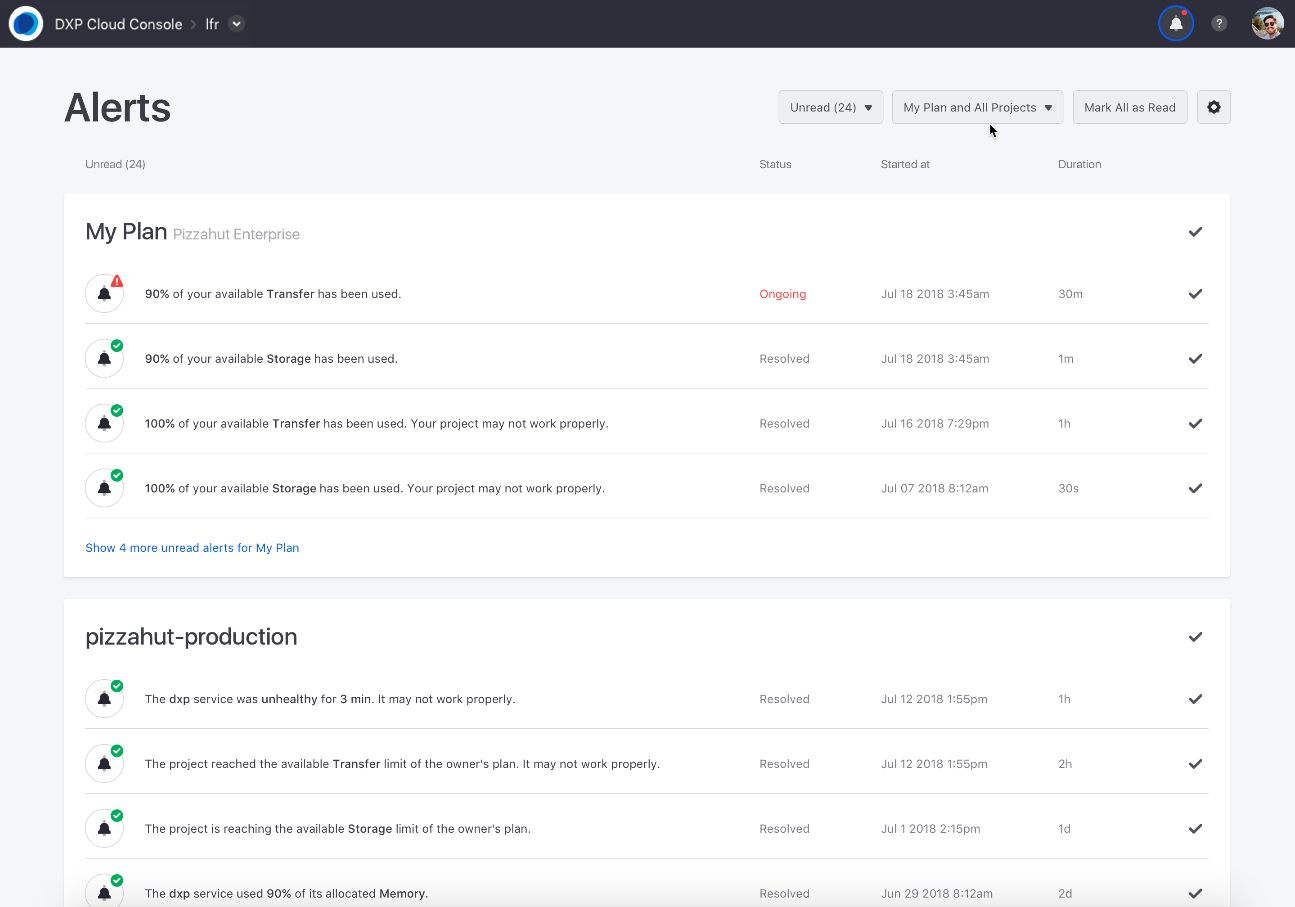 DXP Cloud Console > lfr
?
Alerts
Unread (24) My Plan and All Projects Mark All as Read
Unread (24) Status Started at Duration
My Plan Pizzahut Enterprise
90% of your available Transfer has been used. Ongoing Jul 18 2018 3:45am 30m
90% of your available Storage has been used. Resolved Jul 18 2018 3:45am 1m
100% of your available Transfer has been used. Your project may not work properly. Resolved Jul 16 2018 7:29pm 1h
100% of your available Storage has been used. Your project may not work properly. Resolved Jul 07 2018 8:12am 30s
Show 4 more unread alerts for My Plan
pizzahut-production
The dxp service was unhealthy for 3 min. It may not work properly. Resolved Jul 12 2018 1:55pm 1h
The project reached the available Transfer limit of the owner's plan. It may not work properly. Resolved Jul 12 2018 1:55pm 2h
The project is reaching the available Storage limit of the owner's plan. Resolved Jul 1 2018 2:15pm 1d
The dxp service used 90% of its allocated Memory. Resolved Jun 29 2018 8:12am 2d